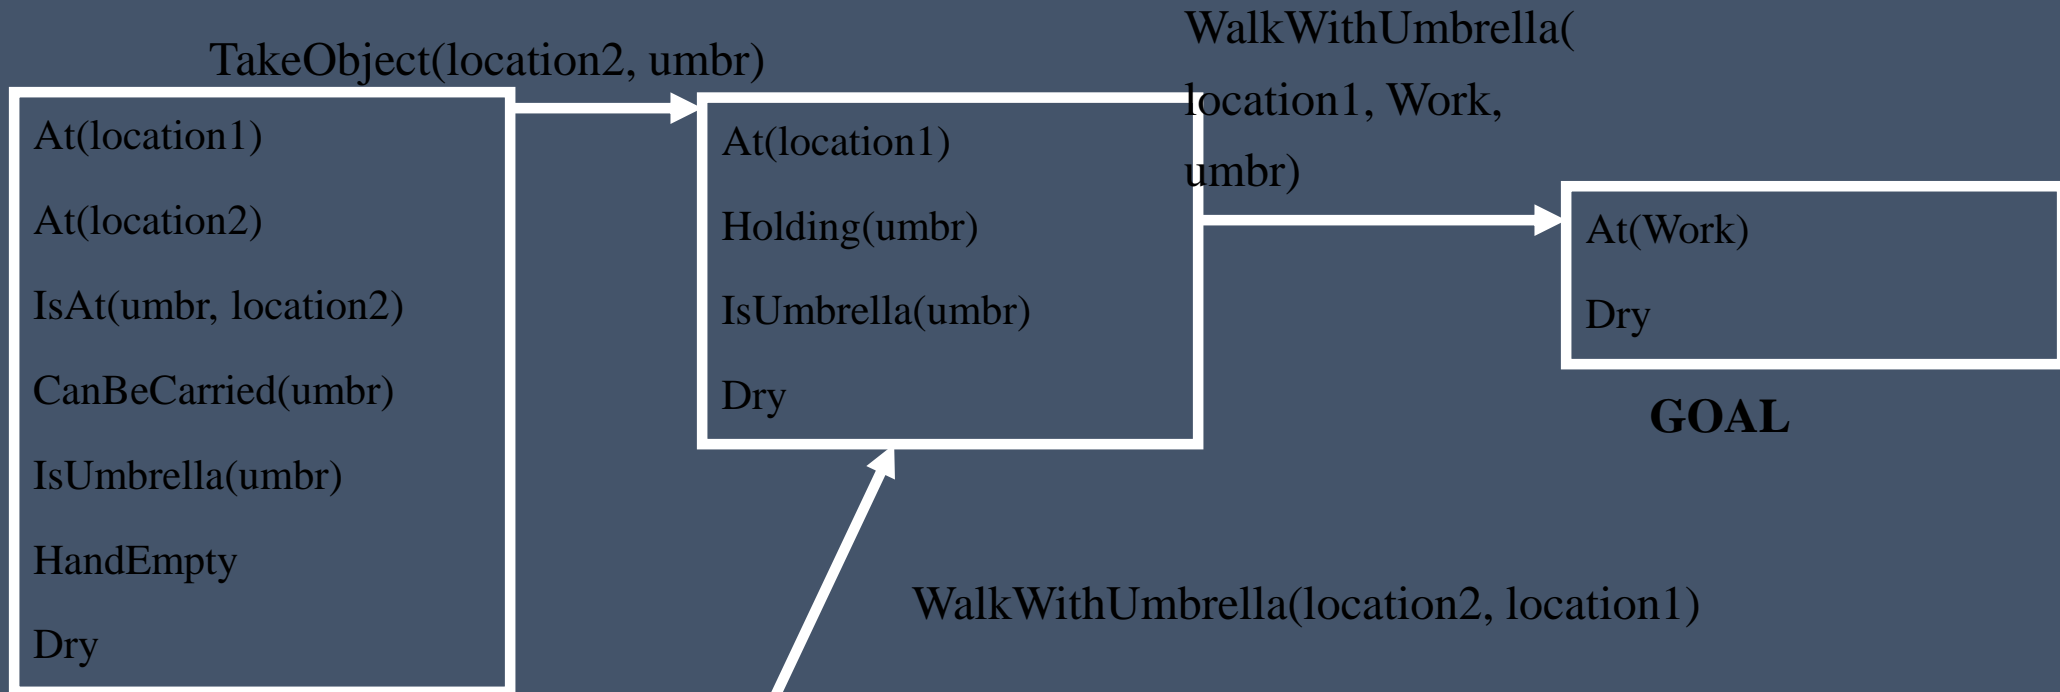 TakeObject(location2, umbr)
At(location1)
At(location2)
IsAt(umbr, location2)
CanBeCarried(umbr)
IsUmbrella(umbr)
HandEmpty
Dry
At(location1)
Holding(umbr)
IsUmbrella(umbr)
Dry
WalkWithUmbrella(
location1, Work,
umbr)
At(Work)
Dry
GOAL
WalkWithUmbrella(location2, location1)